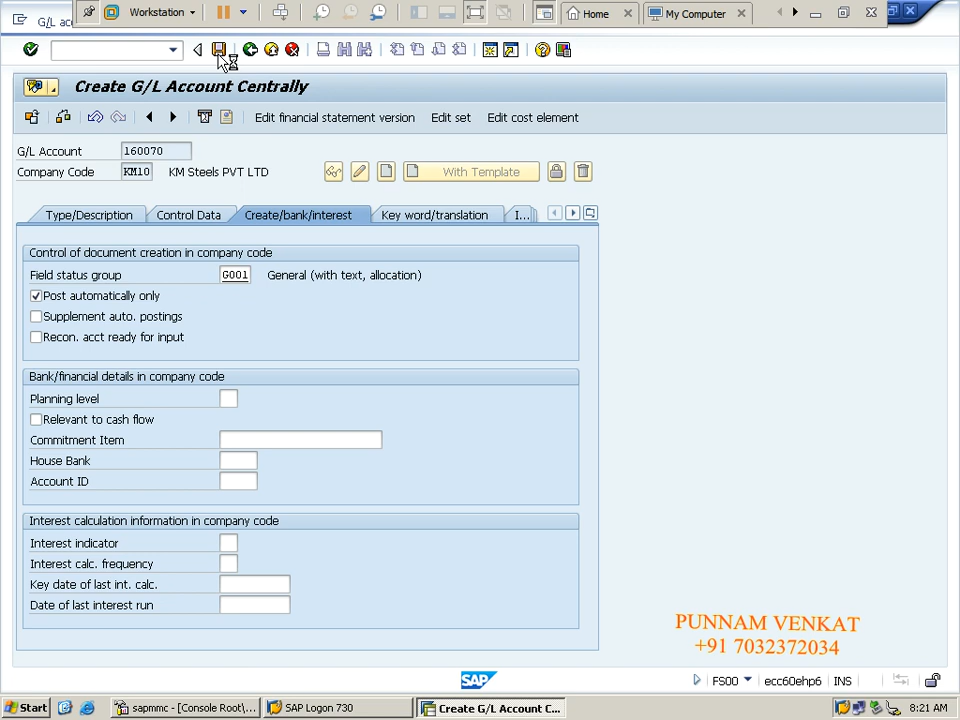 G/L acc
Workstation
Home
My Computer
Create G/L Account Centrally
Edit financial statement version Edit set Edit cost element
G/L Account 160070
Company Code KM10 KM Steels PVT LTD
With Template
Type/Description Control Data Create/bank/interest Key word/translation I...
Control of document creation in company code
Field status group G001 General (with text, allocation)
Post automatically only
Supplement auto. postings
Recon. acct ready for input
Bank/financial details in company code
Planning level
Relevant to cash flow
Commitment Item
House Bank
Account ID
Interest calculation information in company code
Interest indicator
Interest calc. frequency
Key date of last int. calc.
Date of last interest run
PUNNAM VENKAT
+91 7032372034
SAP
FS00 ecc60ehp6 INS
Start sapmmc - [Console Root\... SAP Logon 730 Create G/L Account C... 8:21 AM